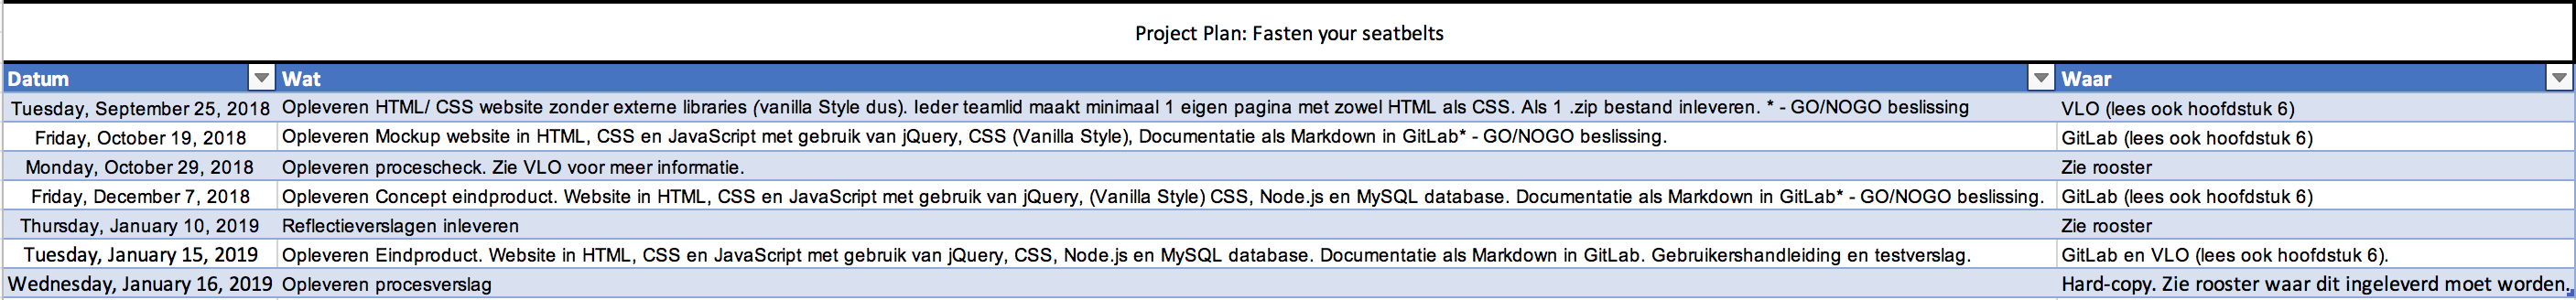 Project Plan: Fasten your seatbelts
Datum Wat Waar
Tuesday, September 25, 2018 Opleveren HTML/ CSS website zonder externe libraries (vanilla Style dus). Ieder teamlid maakt minimaal 1 eigen pagina met zowel HTML als CSS. Als 1 .zip bestand inleveren. * - GO/NOGO beslissing VLO (lees ook hoofdstuk 6)
Friday, October 19, 2018 Opleveren Mockup website in HTML, CSS en JavaScript met gebruik van jQuery, CSS (Vanilla Style), Documentatie als Markdown in GitLab* - GO/NOGO beslissing. GitLab (lees ook hoofdstuk 6)
Monday, October 29, 2018 Opleveren procescheck. Zie VLO voor meer informatie. Zie rooster
Friday, December 7, 2018 Opleveren Concept eindproduct. Website in HTML, CSS en JavaScript met gebruik van jQuery, (Vanilla Style) CSS, Node.js en MySQL database. Documentatie als Markdown in GitLab* - GO/NOGO beslissing. GitLab (lees ook hoofdstuk 6)
Thursday, January 10, 2019 Reflectieverslagen inleveren Zie rooster
Tuesday, January 15, 2019 Opleveren Eindproduct. Website in HTML, CSS en JavaScript met gebruik van jQuery, CSS, Node.js en MySQL database. Documentatie als Markdown in GitLab. Gebruikershandleiding en testverslag. GitLab en VLO (lees ook hoofdstuk 6).
Wednesday, January 16, 2019 Opleveren procesverslag Hard-copy. Zie rooster waar dit ingeleverd moet worden.